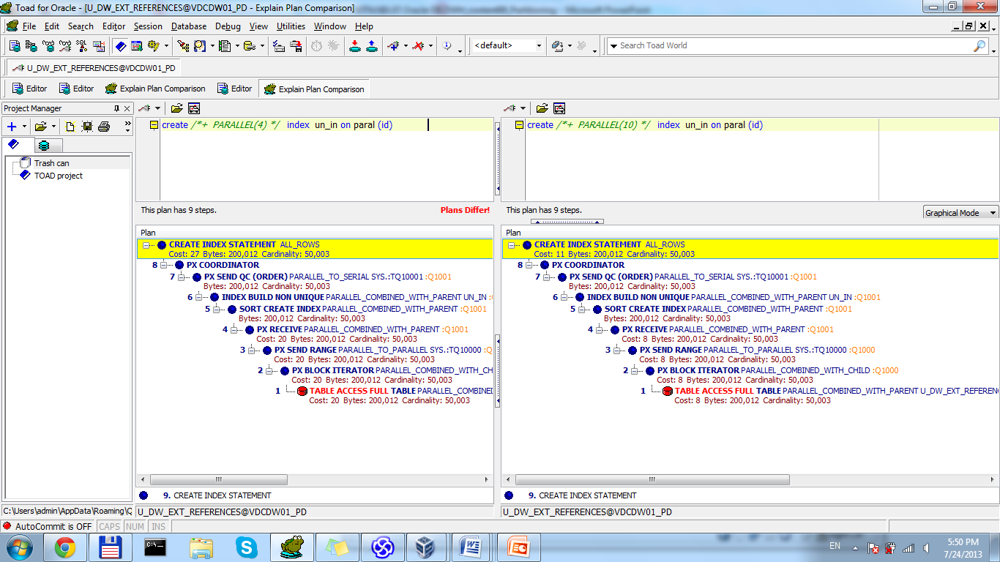 Toad for Oracle - [U_DW_EXT_REFERENCES@VDCDW01_PD - Explain Plan Comparison]
File Edit Search Editor Session Database Debug View Utilities Window Help
SQL
<default>
Search Toad World
U_DW_EXT_REFERENCES@VDCDW01_PD
Editor Editor Explain Plan Comparison Editor Explain Plan Comparison
Project Manager
Trash can
TOAD project
C:\Users\admin\AppData\Roaming\Q
create /*+ PARALLEL(4) */ index un_in on paral (id)
This plan has 9 steps. Plans Differ!
Plan
CREATE INDEX STATEMENT ALL_ROWS
Cost: 27 Bytes: 200,012 Cardinality: 50,003
8 PX COORDINATOR
7 PX SEND QC (ORDER) PARALLEL_TO_SERIAL SYS.:TQ10001 :Q1001
Bytes: 200,012 Cardinality: 50,003
6 INDEX BUILD NON UNIQUE PARALLEL_COMBINED_WITH_PARENT UN_IN :
5 SORT CREATE INDEX PARALLEL_COMBINED_WITH_PARENT :Q1001
Bytes: 200,012 Cardinality: 50,003
4 PX RECEIVE PARALLEL_COMBINED_WITH_PARENT :Q1001
Cost: 20 Bytes: 200,012 Cardinality: 50,003
3 PX SEND RANGE PARALLEL_TO_PARALLEL SYS.:TQ10000 :Q
Cost: 20 Bytes: 200,012 Cardinality: 50,003
2 PX BLOCK ITERATOR PARALLEL_COMBINED_WITH_CH
Cost: 20 Bytes: 200,012 Cardinality: 50,003
1 TABLE ACCESS FULL TABLE PARALLEL_COMBINED
Cost: 20 Bytes: 200,012 Cardinality: 50,003
9. CREATE INDEX STATEMENT
U_DW_EXT_REFERENCES@VDCDW01_PD
create /*+ PARALLEL(10) */ index un_in on paral (id)
This plan has 9 steps.
Graphical Mode
Plan
CREATE INDEX STATEMENT ALL_ROWS
Cost: 11 Bytes: 200,012 Cardinality: 50,003
8 PX COORDINATOR
7 PX SEND QC (ORDER) PARALLEL_TO_SERIAL SYS.:TQ10001 :Q1001
Bytes: 200,012 Cardinality: 50,003
6 INDEX BUILD NON UNIQUE PARALLEL_COMBINED_WITH_PARENT UN_IN :Q1001
5 SORT CREATE INDEX PARALLEL_COMBINED_WITH_PARENT :Q1001
Bytes: 200,012 Cardinality: 50,003
4 PX RECEIVE PARALLEL_COMBINED_WITH_PARENT :Q1001
Cost: 8 Bytes: 200,012 Cardinality: 50,003
3 PX SEND RANGE PARALLEL_TO_PARALLEL SYS.:TQ10000 :Q1000
Cost: 8 Bytes: 200,012 Cardinality: 50,003
2 PX BLOCK ITERATOR PARALLEL_COMBINED_WITH_CHILD :Q1000
Cost: 8 Bytes: 200,012 Cardinality: 50,003
1 TABLE ACCESS FULL TABLE PARALLEL_COMBINED_WITH_PARENT U_DW_EXT_REFEREN
Cost: 8 Bytes: 200,012 Cardinality: 50,003
9. CREATE INDEX STATEMENT
U_DW_EXT_REFERENCES@VDCDW01_PD
AutoCommit is OFF CAPS NUM INS
EN
5:50 PM
7/24/2013